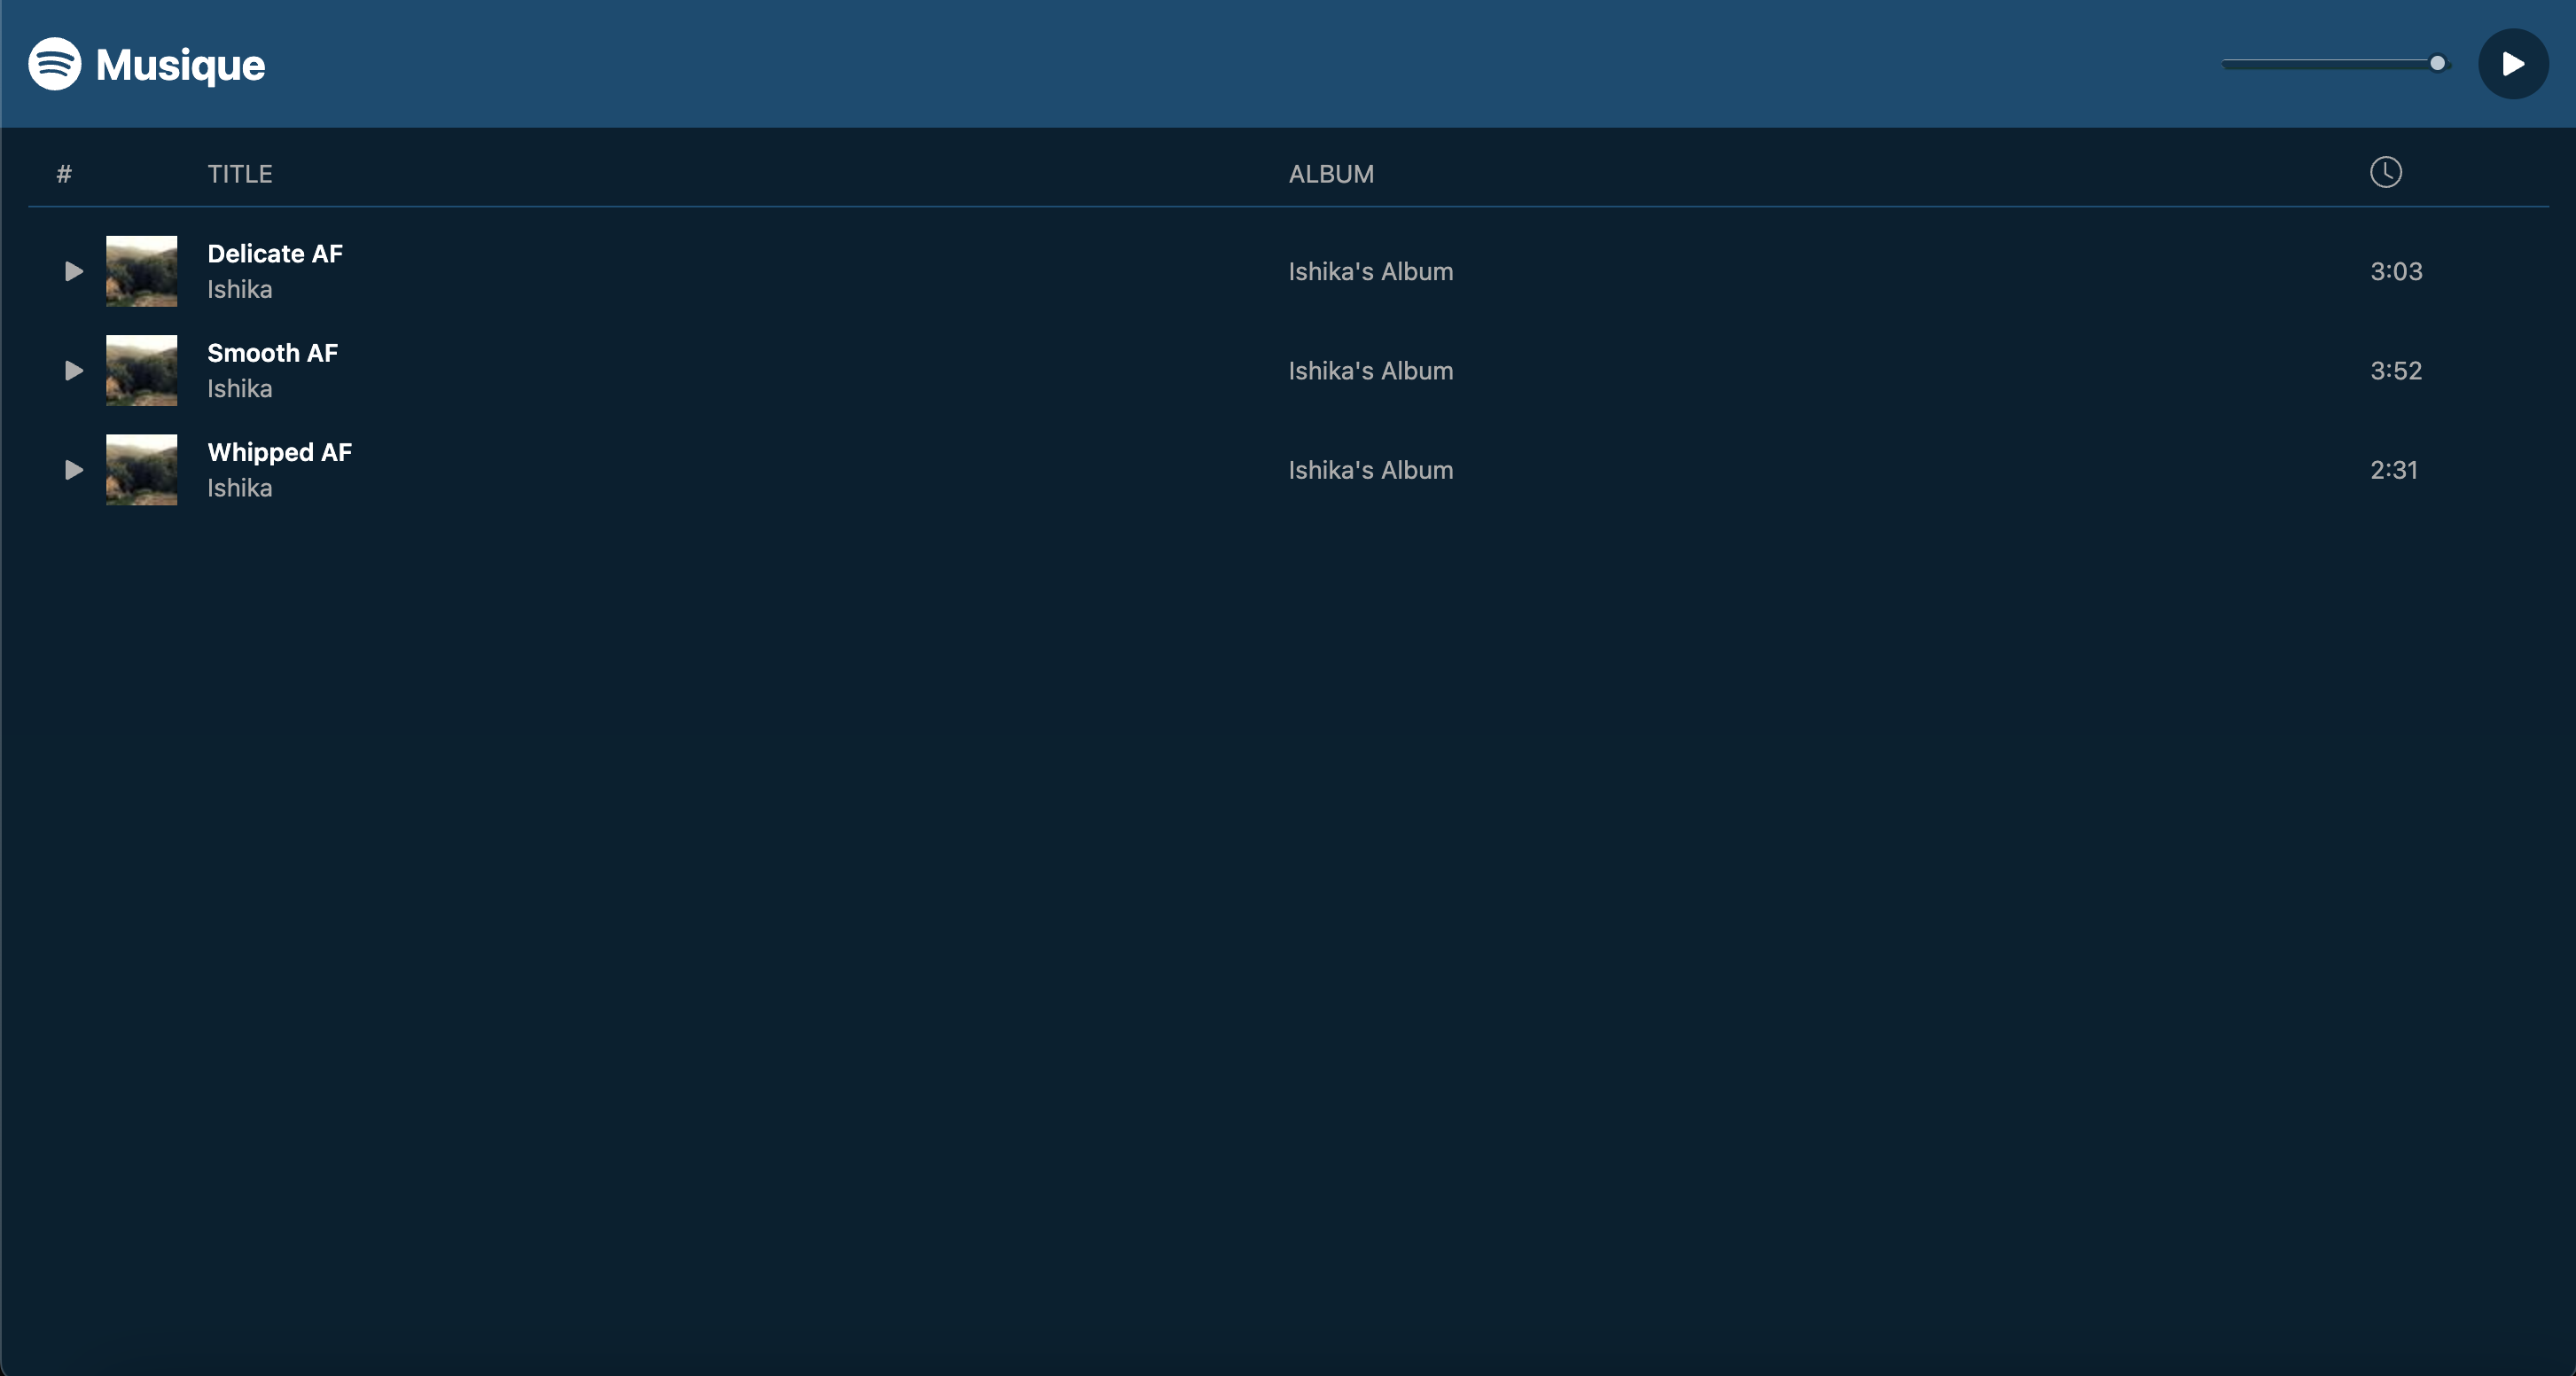 Musique
# TITLE ALBUM
Delicate AF
Ishika
Ishika's Album
3:03
Smooth AF
Ishika
Ishika's Album
3:52
Whipped AF
Ishika
Ishika's Album
2:31